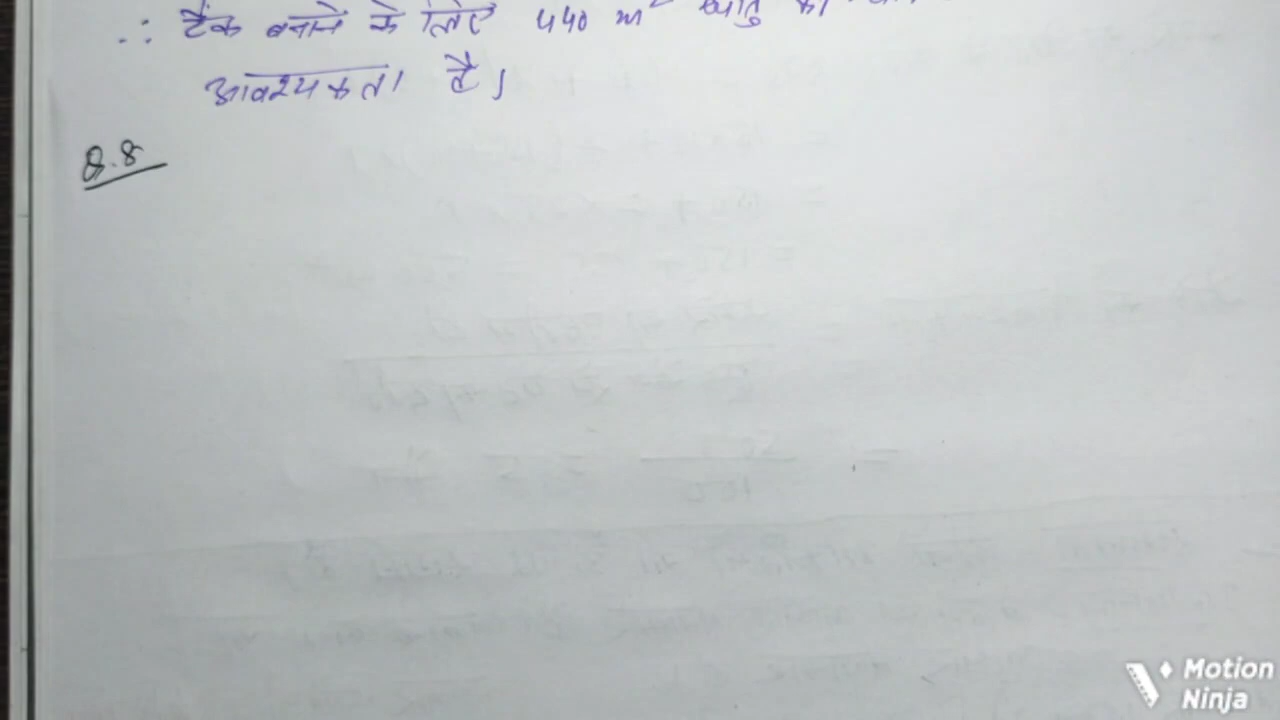 ∴ टैंक बनाने के लिए 440 m² धातु की
आवश्यकता है।
Q.8
Motion
Ninja